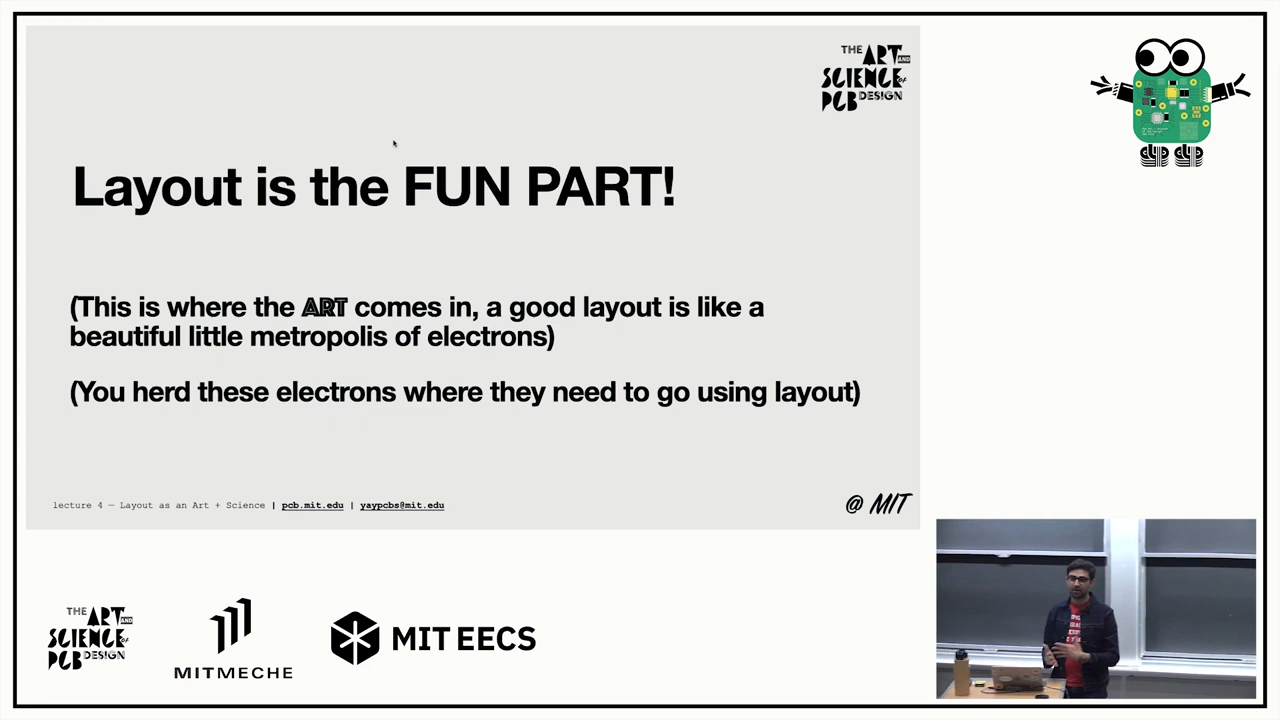 THE ART AND
SCIENCE of
PCB DESIGN
Layout is the FUN PART!
(This is where the ART comes in, a good layout is like a
beautiful little metropolis of electrons)
(You herd these electrons where they need to go using layout)
lecture 4 — Layout as an Art + Science | pcb.mit.edu | yaypcbs@mit.edu
@ MIT
THE ART AND
SCIENCE of
PCB DESIGN
MITMECHE
MIT EECS